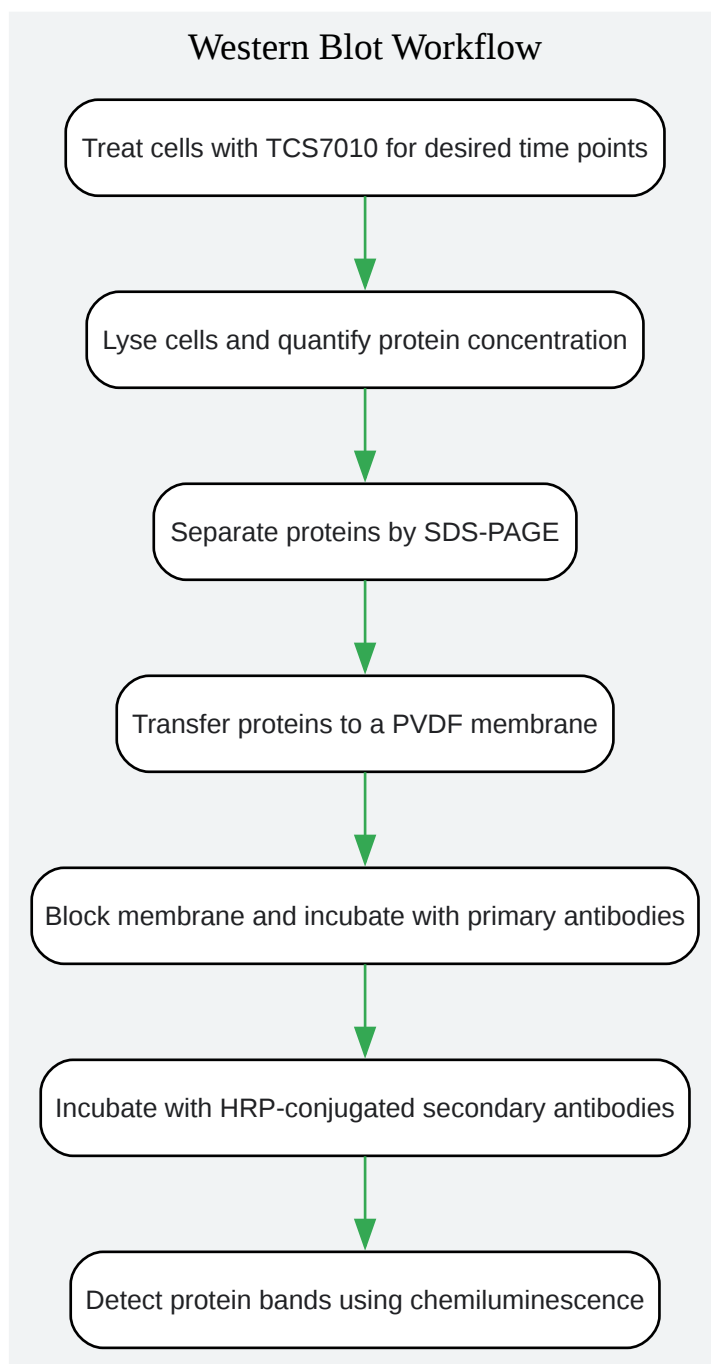 Western Blot Workflow
Treat cells with TCS7010 for desired time points
Lyse cells and quantify protein concentration
Separate proteins by SDS-PAGE
Transfer proteins to a PVDF membrane
Block membrane and incubate with primary antibodies
Incubate with HRP-conjugated secondary antibodies
Detect protein bands using chemiluminescence